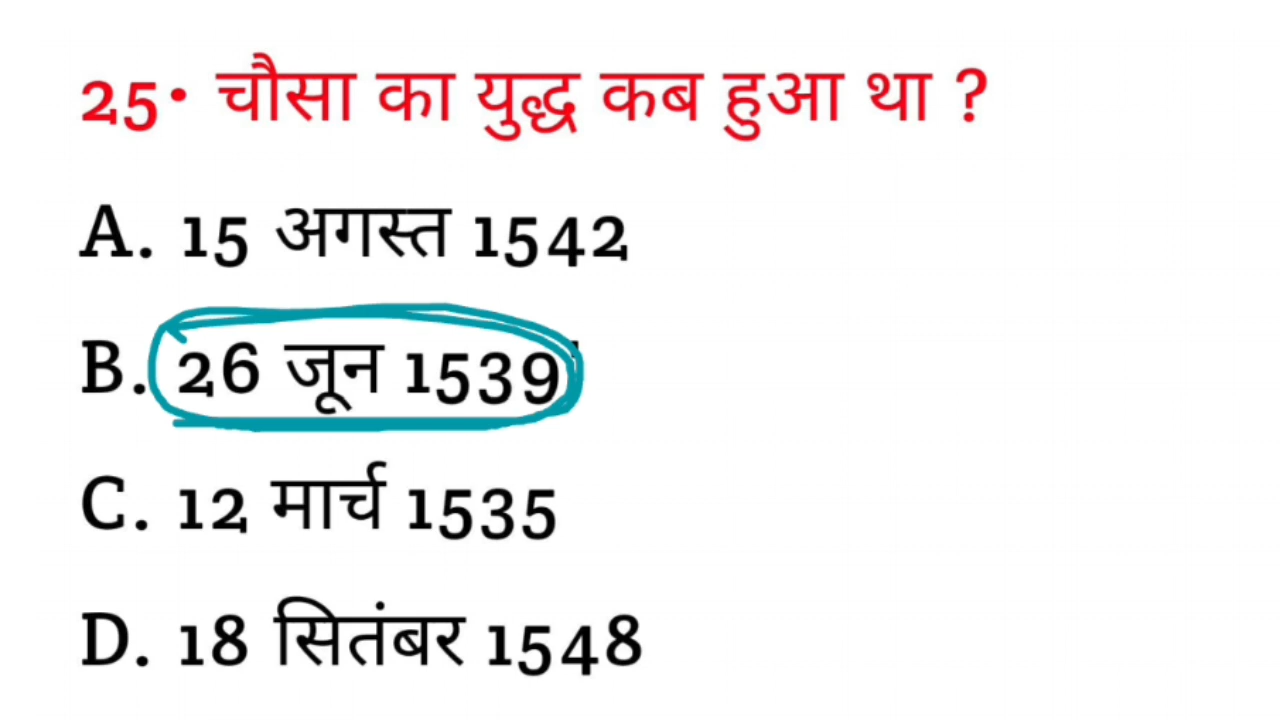 25• चौसा का युद्ध कब हुआ था ?
A. 15 अगस्त 1542
B. 26 जून 1539
C. 12 मार्च 1535
D. 18 सितंबर 1548